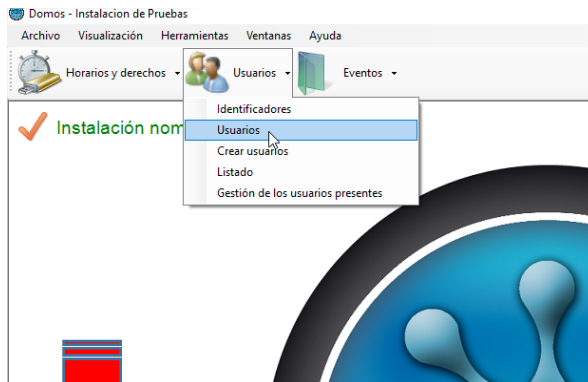 Domos - Instalacion de Pruebas
Archivo Visualización Herramientas Ventanas Ayuda
Horarios y derechos Usuarios Eventos
Identificadores
Instalación nom
Usuarios
Crear usuarios
Listado
Gestión de los usuarios presentes